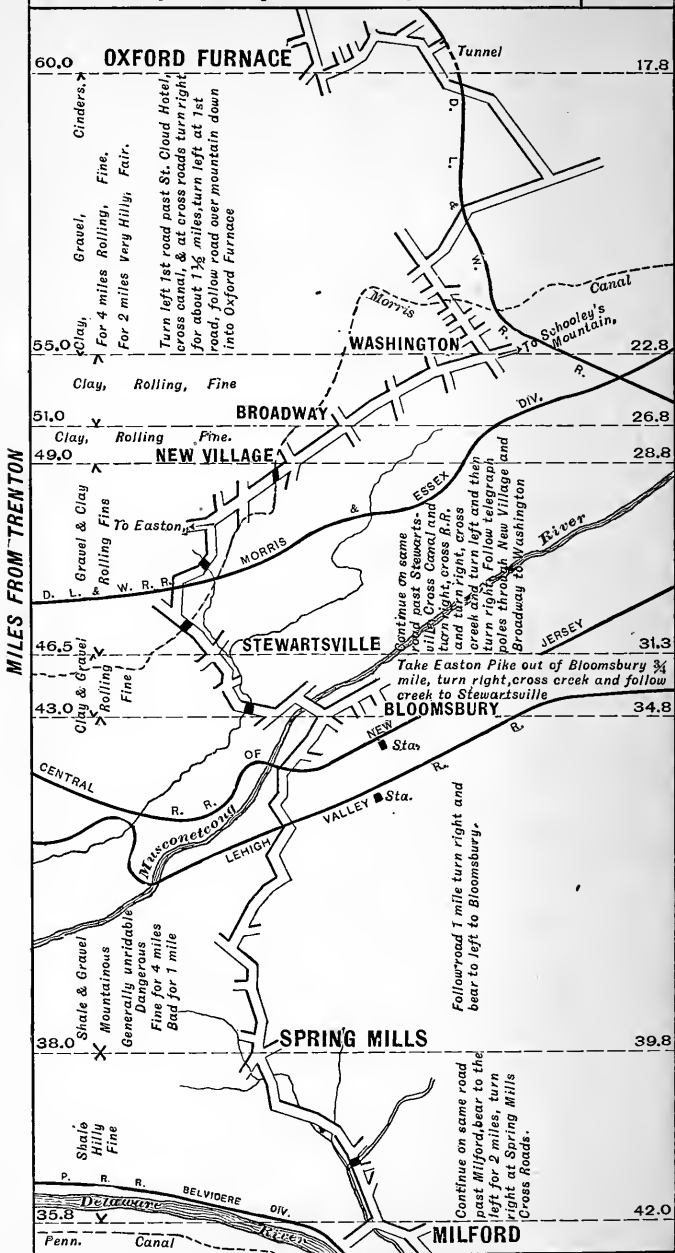 OXFORD FURNACE
Tunnel
60.0
17.8
D. L. & W. R. R.
Clay, Gravel, Cinders,
For 4 miles Rolling, Fine.
For 2 miles Very Hilly, Fair.
Turn left 1st road past St. Cloud Hotel,
cross canal, & at cross roads turn right
for about 1½ miles, turn left at 1st
road, follow road over mountain down
into Oxford Furnace
Morris Canal
WASHINGTON
To Schooley's
Mountain,
55.0
22.8
Clay, Rolling, Fine
BROADWAY
DIV.
51.0
26.8
Clay, Rolling Fine.
NEW VILLAGE
49.0
28.8
MILES FROM TRENTON
To Easton,
Gravel & Clay
Rolling Fins
D. L. & W. R. R. MORRIS & ESSEX
Continue on same
road past Stewarts-
ville Cross Canal and
turn right, cross R.R.
and turn right, cross
creek and turn left and then
turn right. Follow telegraph
poles through New Village and
Broadway to Washington
River
STEWARTSVILLE
JERSEY
46.5
31.3
Clay & Gravel
Rolling
Fine
Take Easton Pike out of Bloomsbury ¾
mile, turn right, cross creek and follow
creek to Stewartsville
BLOOMSBURY
43.0
34.8
CENTRAL R. R. OF NEW
Sta.
LEHIGH VALLEY R. R.
Sta.
Musconetcong
Shale & Gravel
Mountainous
Generally unridable
Dangerous
Fine for 4 miles
Bad for 1 mile
Follow road 1 mile turn right and
bear to left to Bloomsbury.
SPRING MILLS
38.0
39.8
Shale
Hilly
Fine
Continue on same road
past Milford, bear to the
left for 2 miles, turn
right at Spring Mills
Cross Roads.
P. R. R. BELVIDERE DIV.
Delaware River
35.8
42.0
MILFORD
Penn. Canal